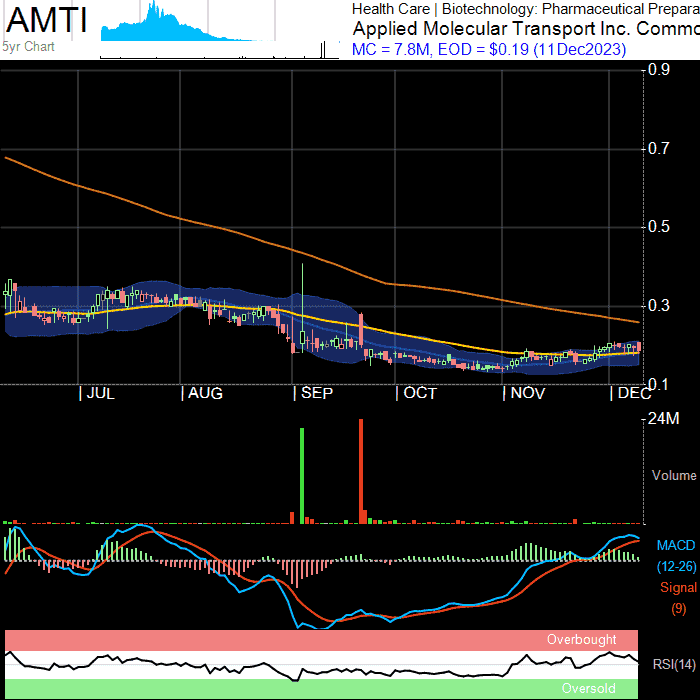 AMTI
5yr Chart
Health Care | Biotechnology: Pharmaceutical Prepara
Applied Molecular Transport Inc. Commo
MC = 7.8M, EOD = $0.19 (11Dec2023)
0.9
0.7
0.5
0.3
0.1
| JUL | AUG | SEP | OCT | NOV | DEC
24M
Volume
MACD
(12-26)
Signal
(9)
Overbought
RSI(14)
Oversold